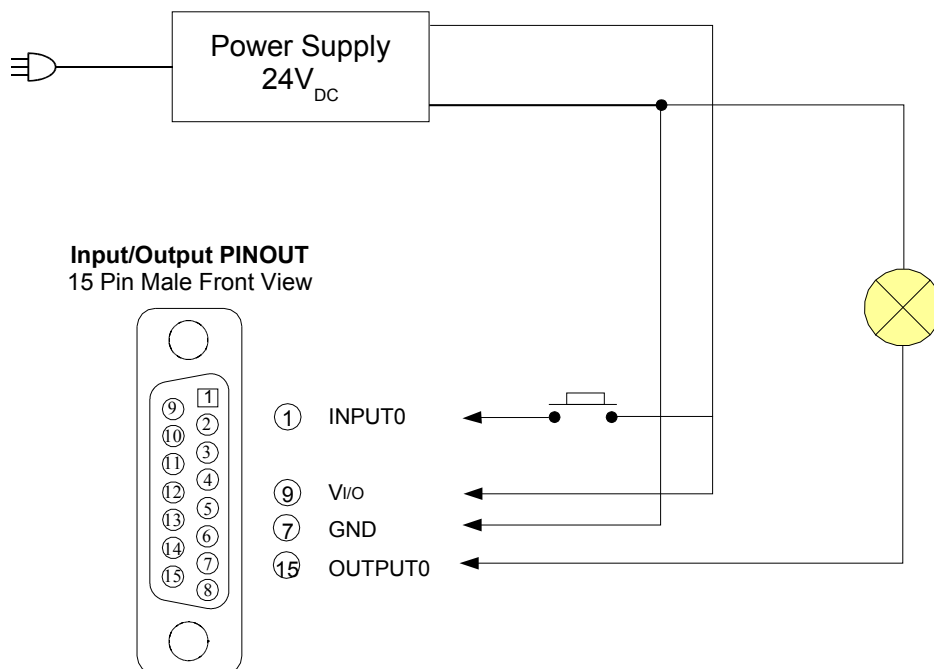 Power Supply
24VDC
Input/Output PINOUT
15 Pin Male Front View
1
9
2
10
3
11
4
12
5
13
6
14
7
15
8
1 INPUT0
9 VI/O
7 GND
15 OUTPUT0